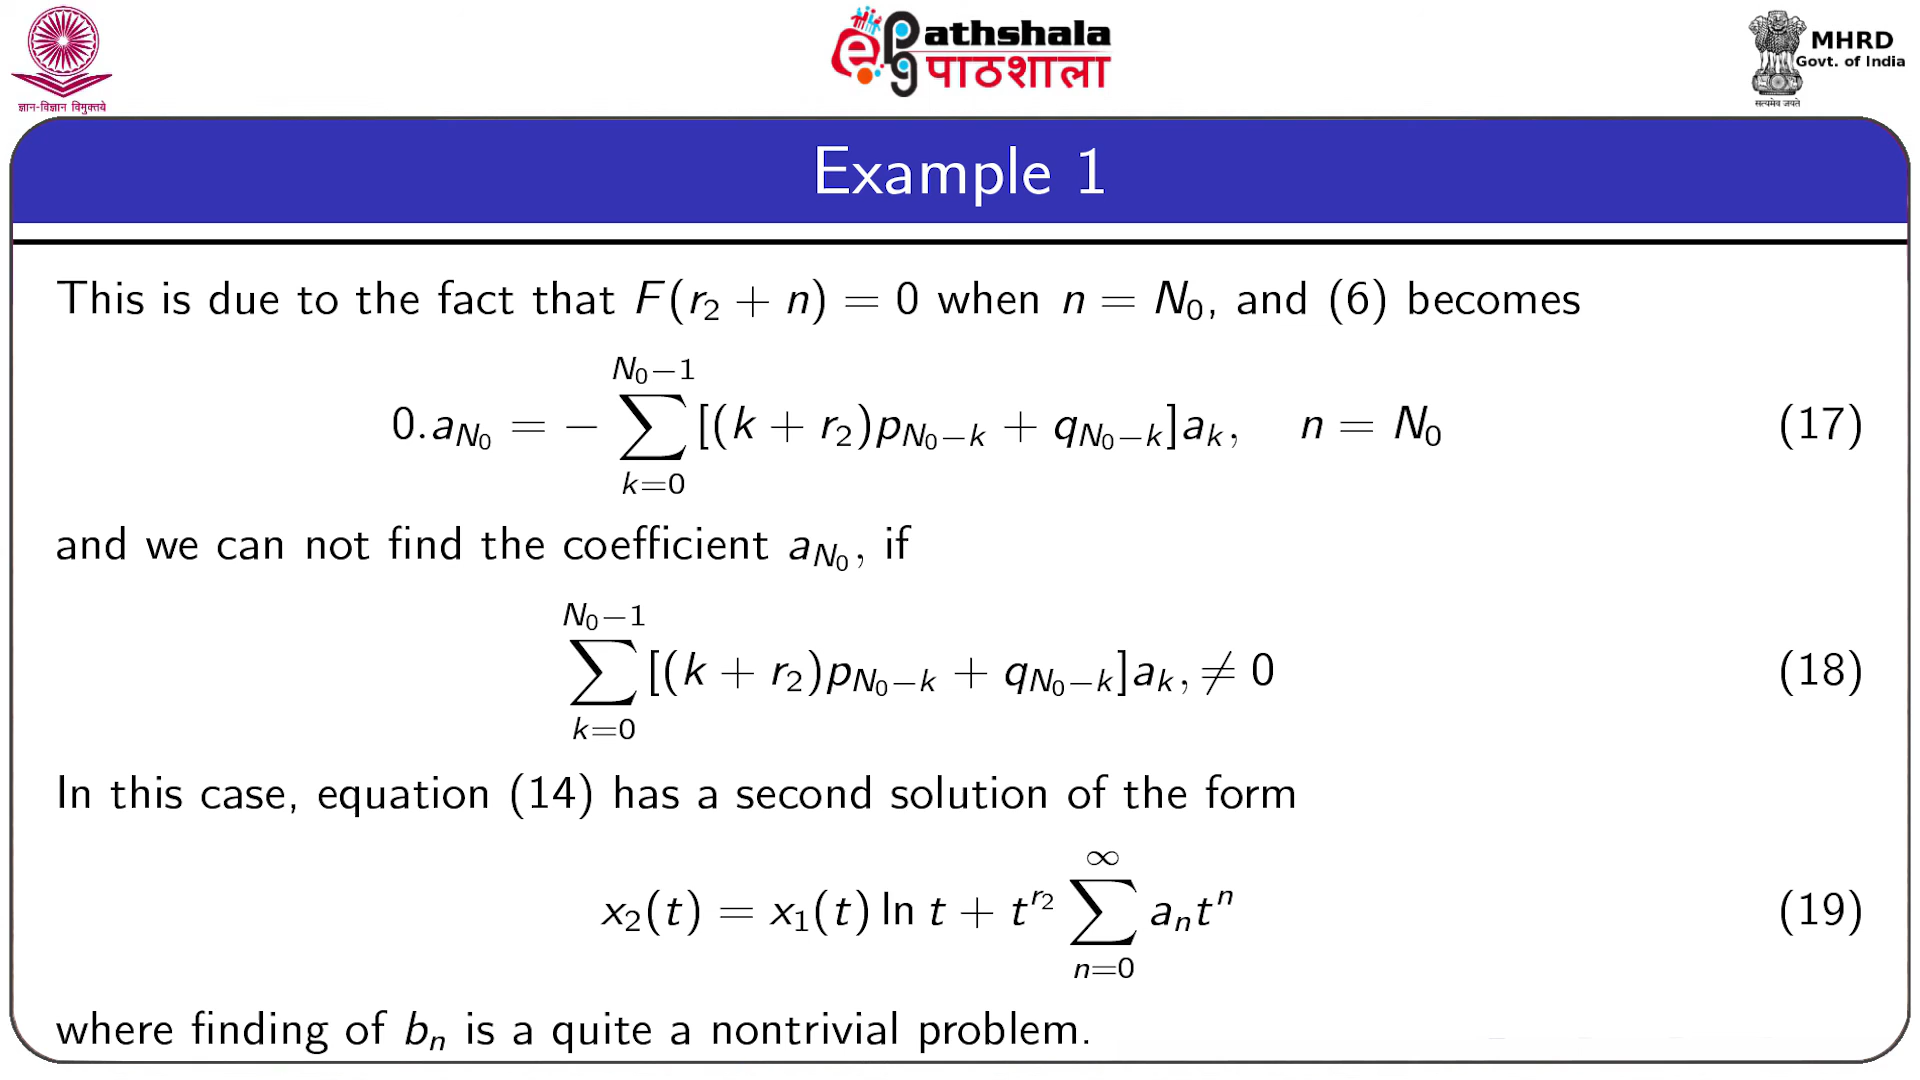 ज्ञान-विज्ञान विमुक्तये
ePG Pathshala
पाठशाला
MHRD
Govt. of India
सत्यमेव जयते
Example 1
This is due to the fact that F(r₂ + n) = 0 when n = N₀, and (6) becomes
0.a_{N₀} = − ∑_{k=0}^{N₀−1} [(k + r₂)p_{N₀−k} + q_{N₀−k}]a_k, n = N₀ (17)
and we can not find the coefficient a_{N₀}, if
∑_{k=0}^{N₀−1} [(k + r₂)p_{N₀−k} + q_{N₀−k}]a_k, ≠ 0 (18)
In this case, equation (14) has a second solution of the form
x₂(t) = x₁(t) ln t + t^{r₂} ∑_{n=0}^{∞} a_n t^n (19)
where finding of b_n is a quite a nontrivial problem.